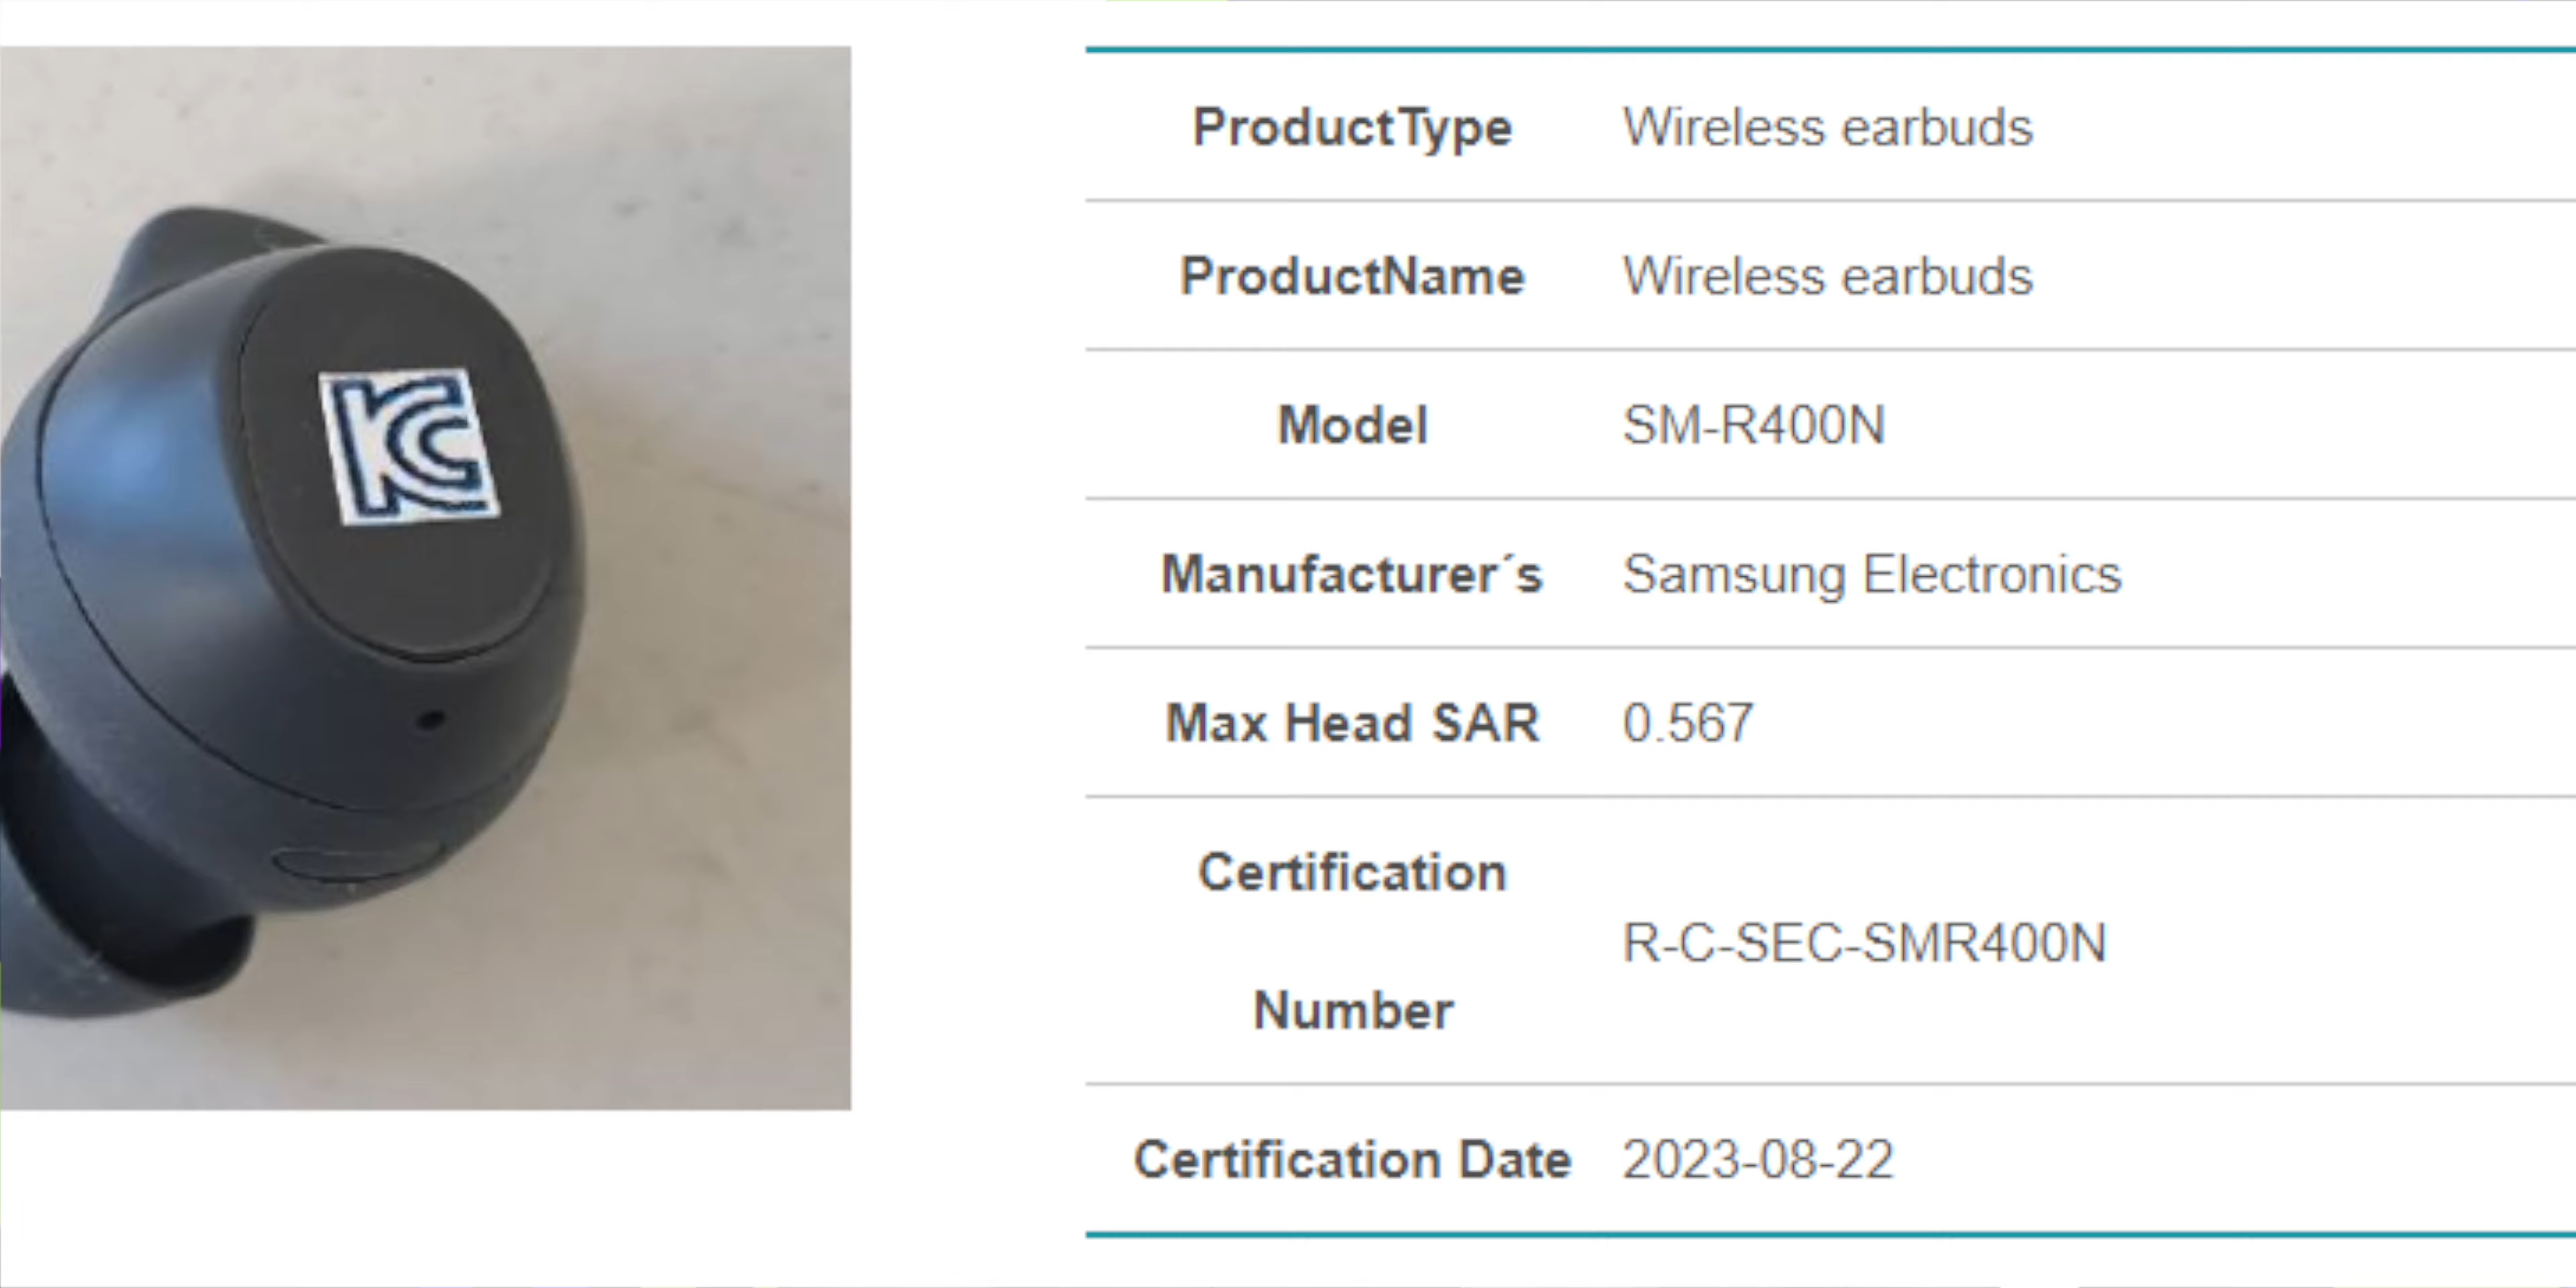 KC
ProductType Wireless earbuds
ProductName Wireless earbuds
Model SM-R400N
Manufacturer´s Samsung Electronics
Max Head SAR 0.567
Certification Number R-C-SEC-SMR400N
Certification Date 2023-08-22